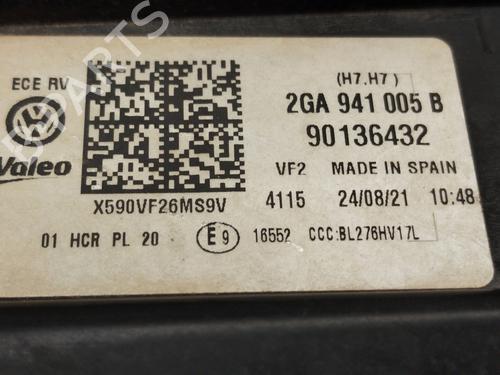 ECE RV
(H7.H7)
2GA 941 005 B
90136432
Valeo
VF2 MADE IN SPAIN
X590VF26MS9V
4115 24/08/21 10:48
01 HCR PL 20 E9 16552 CCC:BL276HV17L
B-PARTS